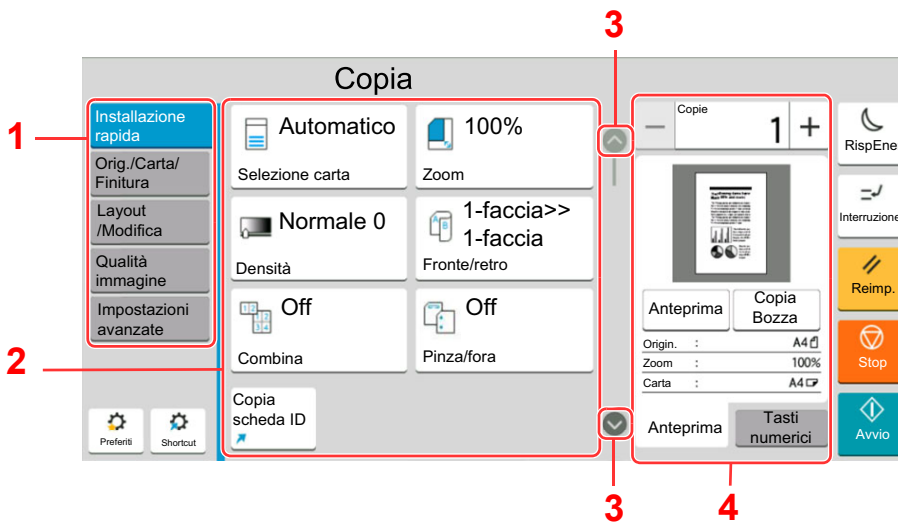 3
Copia
1
Installazione
rapida
Orig./Carta/
Finitura
Layout
/Modifica
Qualità
immagine
Impostazioni
avanzate
Preferiti
Shortcut
2
Automatico
Selezione carta
100%
Zoom
Normale 0
Densità
1-faccia>>
1-faccia
Fronte/retro
Off
Combina
Off
Pinza/fora
Copia
scheda ID
3
Copie
1
Anteprima
Copia
Bozza
Origin. : A4
Zoom : 100%
Carta : A4
Anteprima
Tasti
numerici
4
RispEne
Interruzione
Reimp.
Stop
Avvio